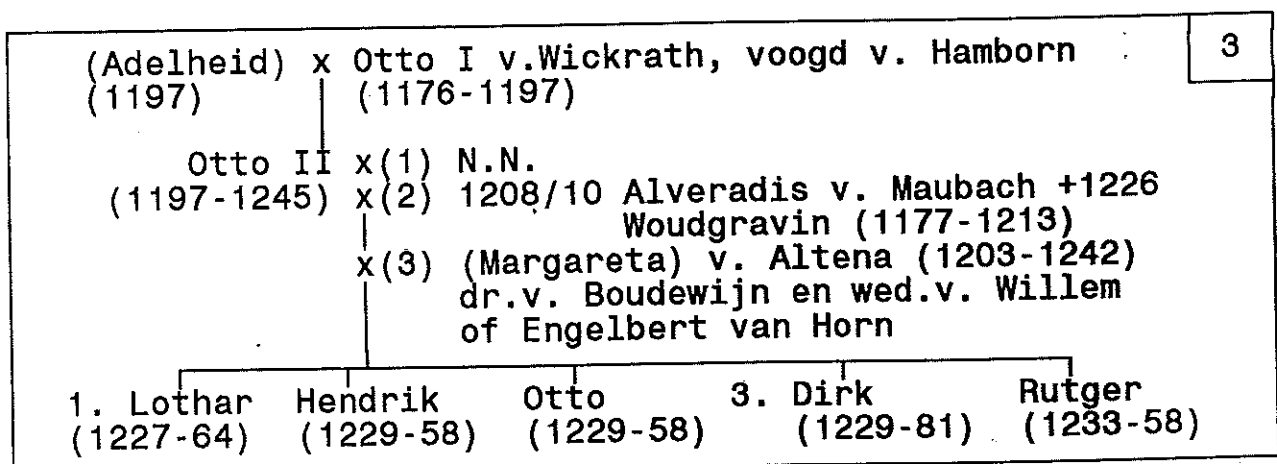 (Adelheid) x Otto I v.Wickrath, voogd v. Hamborn 3
(1197) (1176-1197)
Otto II x(1) N.N.
(1197-1245) x(2) 1208/10 Alveradis v. Maubach +1226
Woudgravin (1177-1213)
x(3) (Margareta) v. Altena (1203-1242)
dr.v. Boudewijn en wed.v. Willem
of Engelbert van Horn
1. Lothar Hendrik Otto 3. Dirk Rutger
(1227-64) (1229-58) (1229-58) (1229-81) (1233-58)